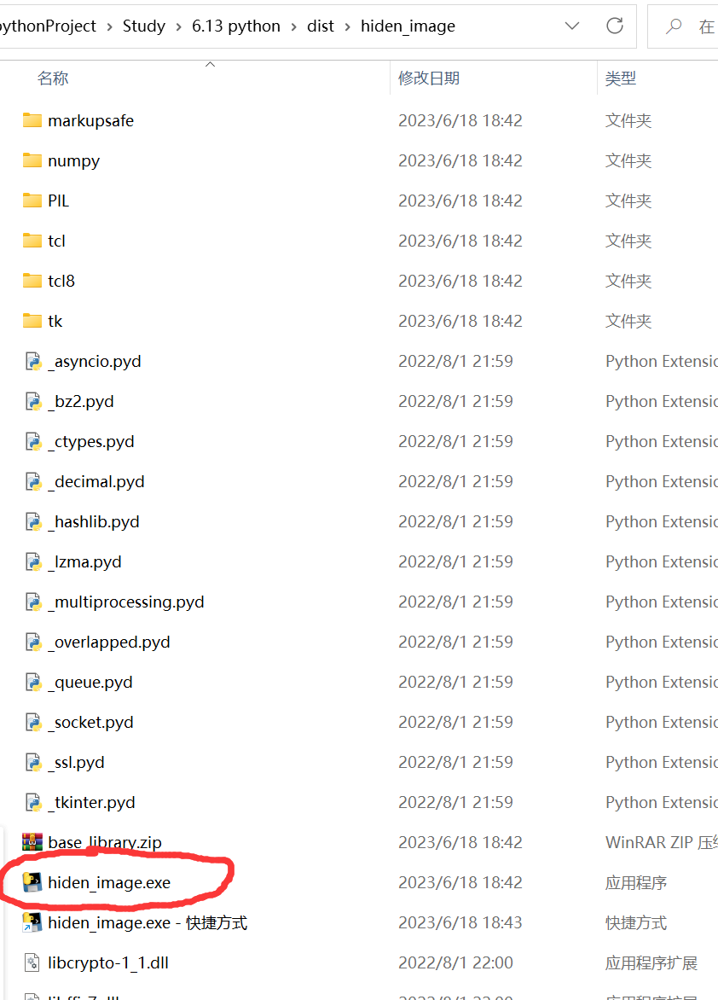 ythonProject › Study › 6.13 python › dist › hiden_image 在
名称 修改日期 类型
markupsafe 2023/6/18 18:42 文件夹
numpy 2023/6/18 18:42 文件夹
PIL 2023/6/18 18:42 文件夹
tcl 2023/6/18 18:42 文件夹
tcl8 2023/6/18 18:42 文件夹
tk 2023/6/18 18:42 文件夹
_asyncio.pyd 2022/8/1 21:59 Python Extensio
_bz2.pyd 2022/8/1 21:59 Python Extensio
_ctypes.pyd 2022/8/1 21:59 Python Extensio
_decimal.pyd 2022/8/1 21:59 Python Extensio
_hashlib.pyd 2022/8/1 21:59 Python Extensio
_lzma.pyd 2022/8/1 21:59 Python Extensio
_multiprocessing.pyd 2022/8/1 21:59 Python Extensio
_overlapped.pyd 2022/8/1 21:59 Python Extensio
_queue.pyd 2022/8/1 21:59 Python Extensio
_socket.pyd 2022/8/1 21:59 Python Extensio
_ssl.pyd 2022/8/1 21:59 Python Extensio
_tkinter.pyd 2022/8/1 21:59 Python Extensio
base_library.zip 2023/6/18 18:42 WinRAR ZIP 压
hiden_image.exe 2023/6/18 18:42 应用程序
hiden_image.exe - 快捷方式 2023/6/18 18:43 快捷方式
libcrypto-1_1.dll 2022/8/1 22:00 应用程序扩展